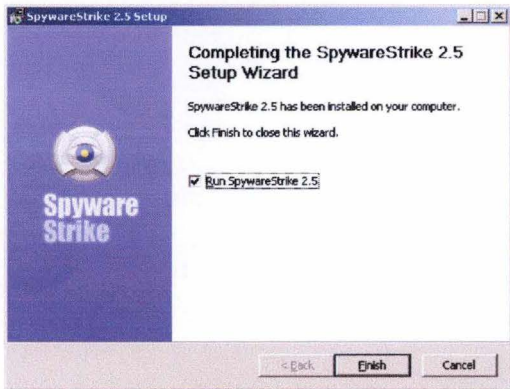 SpywareStrike 2.5 Setup
Completing the SpywareStrike 2.5
Setup Wizard
SpywareStrike 2.5 has been installed on your computer.
Click Finish to close this wizard.
Run SpywareStrike 2.5
Spyware
Strike
< Back
Finish
Cancel